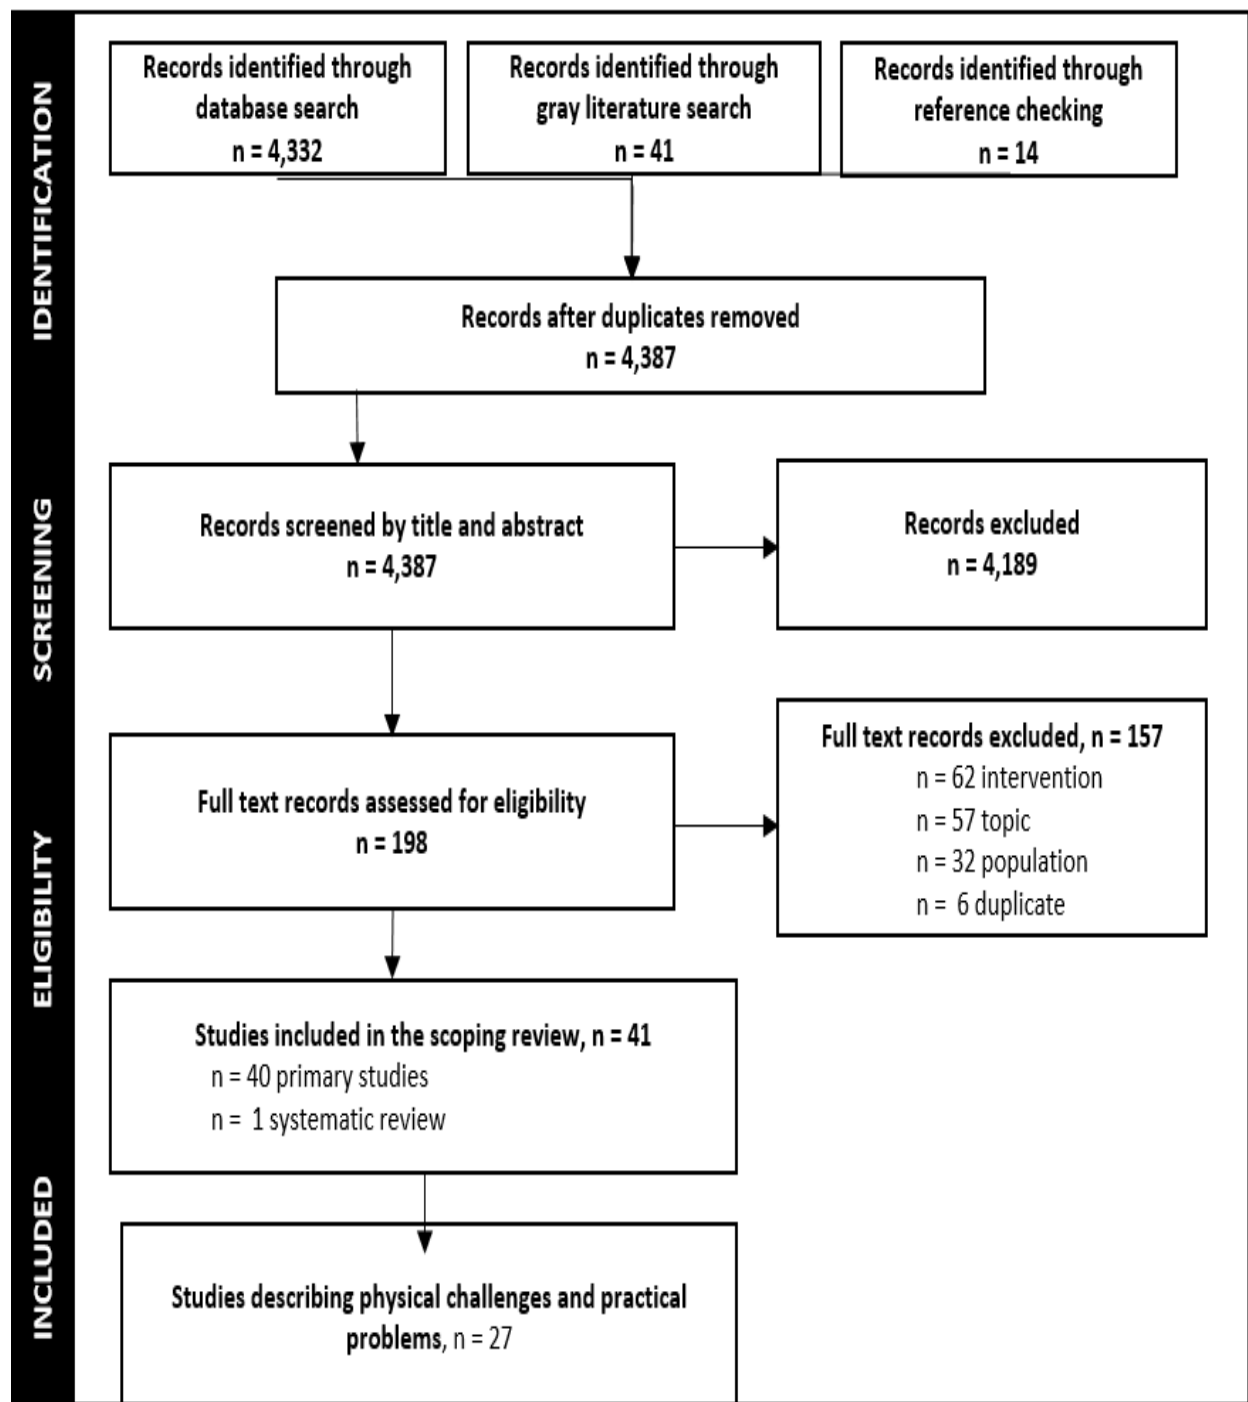 IDENTIFICATION
Records identified through
database search
n = 4,332
Records identified through
gray literature search
n = 41
Records identified through
reference checking
n = 14
Records after duplicates removed
n = 4,387
SCREENING
Records screened by title and abstract
n = 4,387
Records excluded
n = 4,189
ELIGIBILITY
Full text records assessed for eligibility
n = 198
Full text records excluded, n = 157
n = 62 intervention
n = 57 topic
n = 32 population
n =  6 duplicate
Studies included in the scoping review, n = 41
n = 40 primary studies
n =  1 systematic review
INCLUDED
Studies describing physical challenges and practical
problems, n = 27